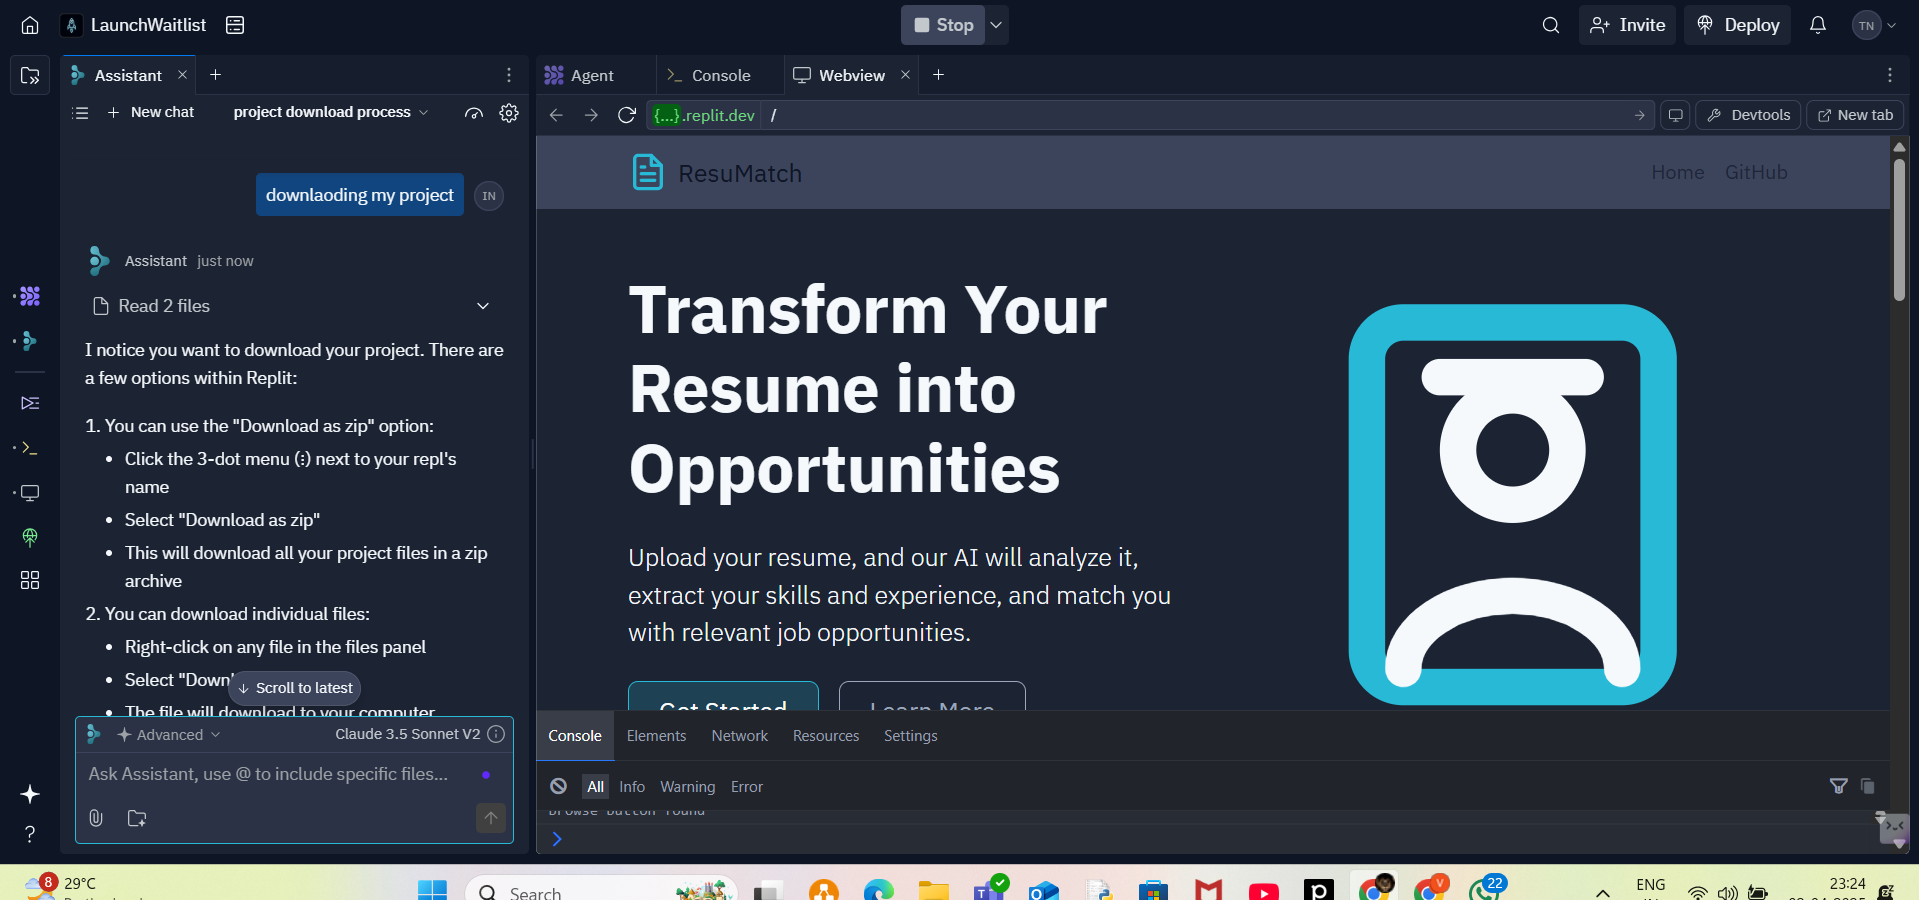 LaunchWaitlist
Stop
Invite
Deploy
TN
Assistant
Agent
Console
Webview
New chat
project download process
{...}.replit.dev
/
Devtools
New tab
downlaoding my project
IN
Assistant just now
Read 2 files
I notice you want to download your project. There are
a few options within Replit:
1. You can use the "Download as zip" option:
• Click the 3-dot menu (⋮) next to your repl's
name
• Select "Download as zip"
• This will download all your project files in a zip
archive
2. You can download individual files:
• Right-click on any file in the files panel
• Select "Down
Scroll to latest
• The file will download to your computer
Advanced
Claude 3.5 Sonnet V2
Ask Assistant, use @ to include specific files...
ResuMatch
Home
GitHub
Transform Your
Resume into
Opportunities
Upload your resume, and our AI will analyze it,
extract your skills and experience, and match you
with relevant job opportunities.
Get Started
Learn More
Console
Elements
Network
Resources
Settings
All
Info
Warning
Error
Browse button found
8
29°C
Search
V
22
ENG
23:24